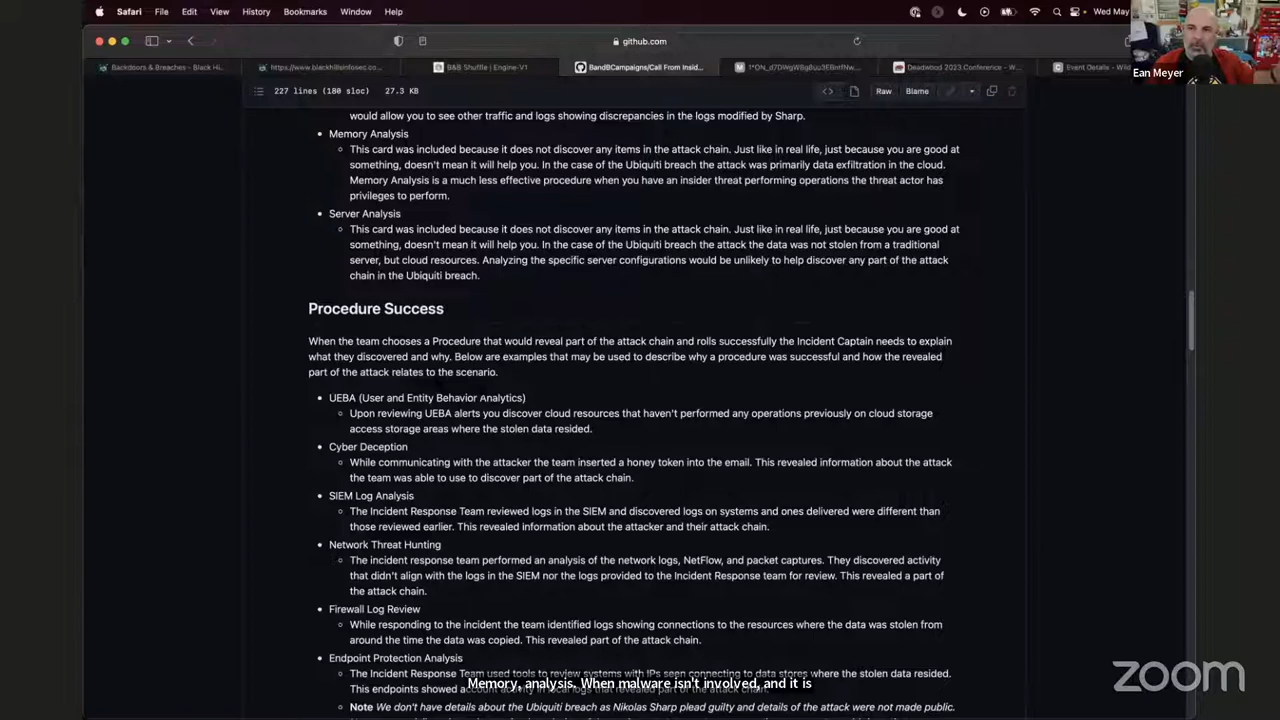 Safari File Edit View History Bookmarks Window Help Wed May
github.com
Ean Meyer
Backdoors & Breaches - Black Hi... https://www.blackhillsinfosec.co... B&B Shuffle | Engine-V1 BandBCampaigns/Call From Insid... Deadwood 2023 Conference - W... Event Details - Wild
227 lines (180 sloc) 27.3 KB Raw Blame
would allow you to see other traffic and logs showing discrepancies in the logs modified by Sharp.
Memory Analysis
This card was included because it does not discover any items in the attack chain. Just like in real life, just because you are good at
something, doesn't mean it will help you. In the case of the Ubiquiti breach the attack was primarily data exfiltration in the cloud.
Memory Analysis is a much less effective procedure when you have an insider threat performing operations the threat actor has
privileges to perform.
Server Analysis
This card was included because it does not discover any items in the attack chain. Just like in real life, just because you are good at
something, doesn't mean it will help you. In the case of the Ubiquiti breach the attack the data was not stolen from a traditional
server, but cloud resources. Analyzing the specific server configurations would be unlikely to help discover any part of the attack
chain in the Ubiquiti breach.
Procedure Success
When the team chooses a Procedure that would reveal part of the attack chain and rolls successfully the Incident Captain needs to explain
what they discovered and why. Below are examples that may be used to describe why a procedure was successful and how the revealed
part of the attack relates to the scenario.
UEBA (User and Entity Behavior Analytics)
Upon reviewing UEBA alerts you discover cloud resources that haven't performed any operations previously on cloud storage
access storage areas where the stolen data resided.
Cyber Deception
While communicating with the attacker the team inserted a honey token into the email. This revealed information about the attack
the team was able to use to discover part of the attack chain.
SIEM Log Analysis
The Incident Response Team reviewed logs in the SIEM and discovered logs on systems and ones delivered were different than
those reviewed earlier. This revealed information about the attacker and their attack chain.
Network Threat Hunting
The incident response team performed an analysis of the network logs, NetFlow, and packet captures. They discovered activity
that didn't align with the logs in the SIEM nor the logs provided to the Incident Response team for review. This revealed a part of
the attack chain.
Firewall Log Review
While responding to the incident the team identified logs showing connections to the resources where the data was stolen from
around the time the data was copied. This revealed part of the attack chain.
Endpoint Protection Analysis
The Incident Response Team used tools to review systems with IPs seen connecting to data stores where the stolen data resided.
Memory, analysis. When malware isn't involved, and it is
This endpoints showed account activity in local logs that revealed part of the attack chain.
Note We don't have details about the Ubiquiti breach as Nikolas Sharp plead guilty and details of the attack were not made public.
zoom